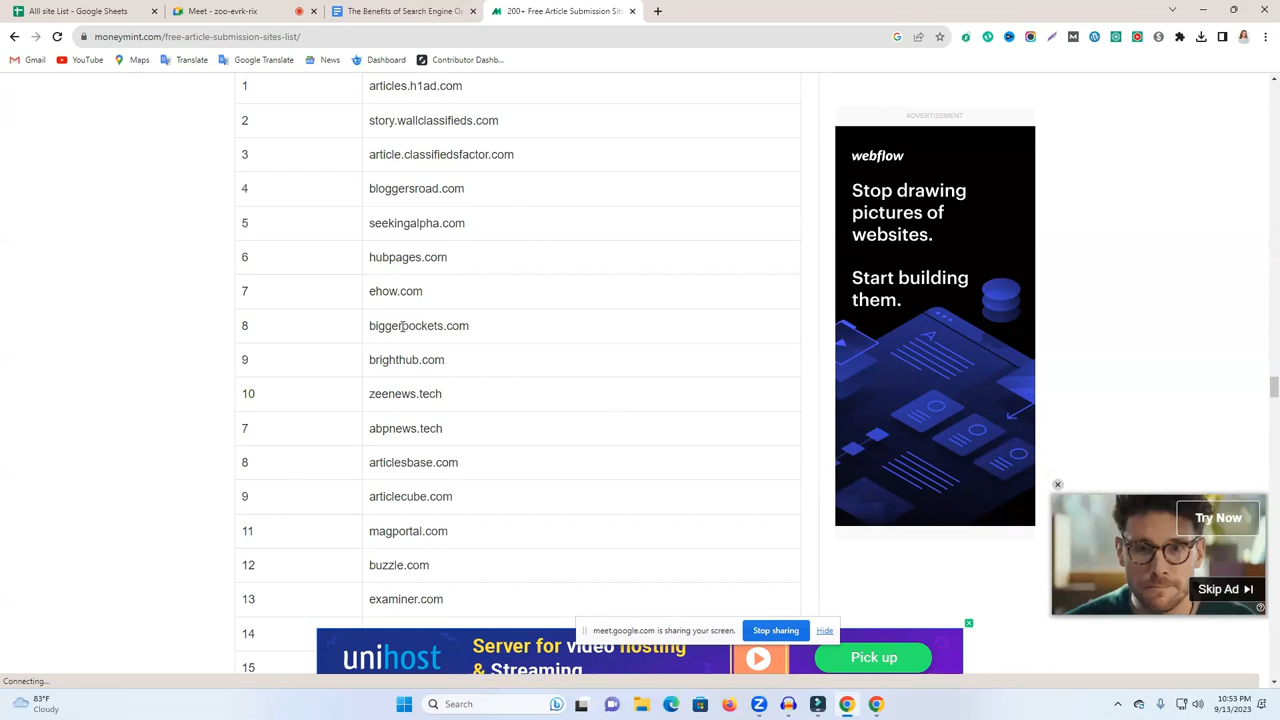 Alll site List - Google Sheets
Meet - zoo-evrk-rix
The Benefits of Search Engine Op
200+ Free Article Submission Site
moneymint.com/free-article-submission-sites-list/
Gmail
YouTube
Maps
Translate
Google Translate
News
Dashboard
Contributor Dashb...
1 articles.h1ad.com
2 story.wallclassifieds.com
3 article.classifiedsfactor.com
4 bloggersroad.com
5 seekingalpha.com
6 hubpages.com
7 ehow.com
8 biggerpockets.com
9 brighthub.com
10 zeenews.tech
7 abpnews.tech
8 articlesbase.com
9 articlecube.com
11 magportal.com
12 buzzle.com
13 examiner.com
14
15
ADVERTISEMENT
webflow
Stop drawing
pictures of
websites.
Start building
them.
Try Now
Skip Ad
meet.google.com is sharing your screen.
Stop sharing
Hide
unihost
Server for video hosting
& Streaming
Pick up
Connecting...
83°F
Cloudy
Search
10:53 PM
9/13/2023